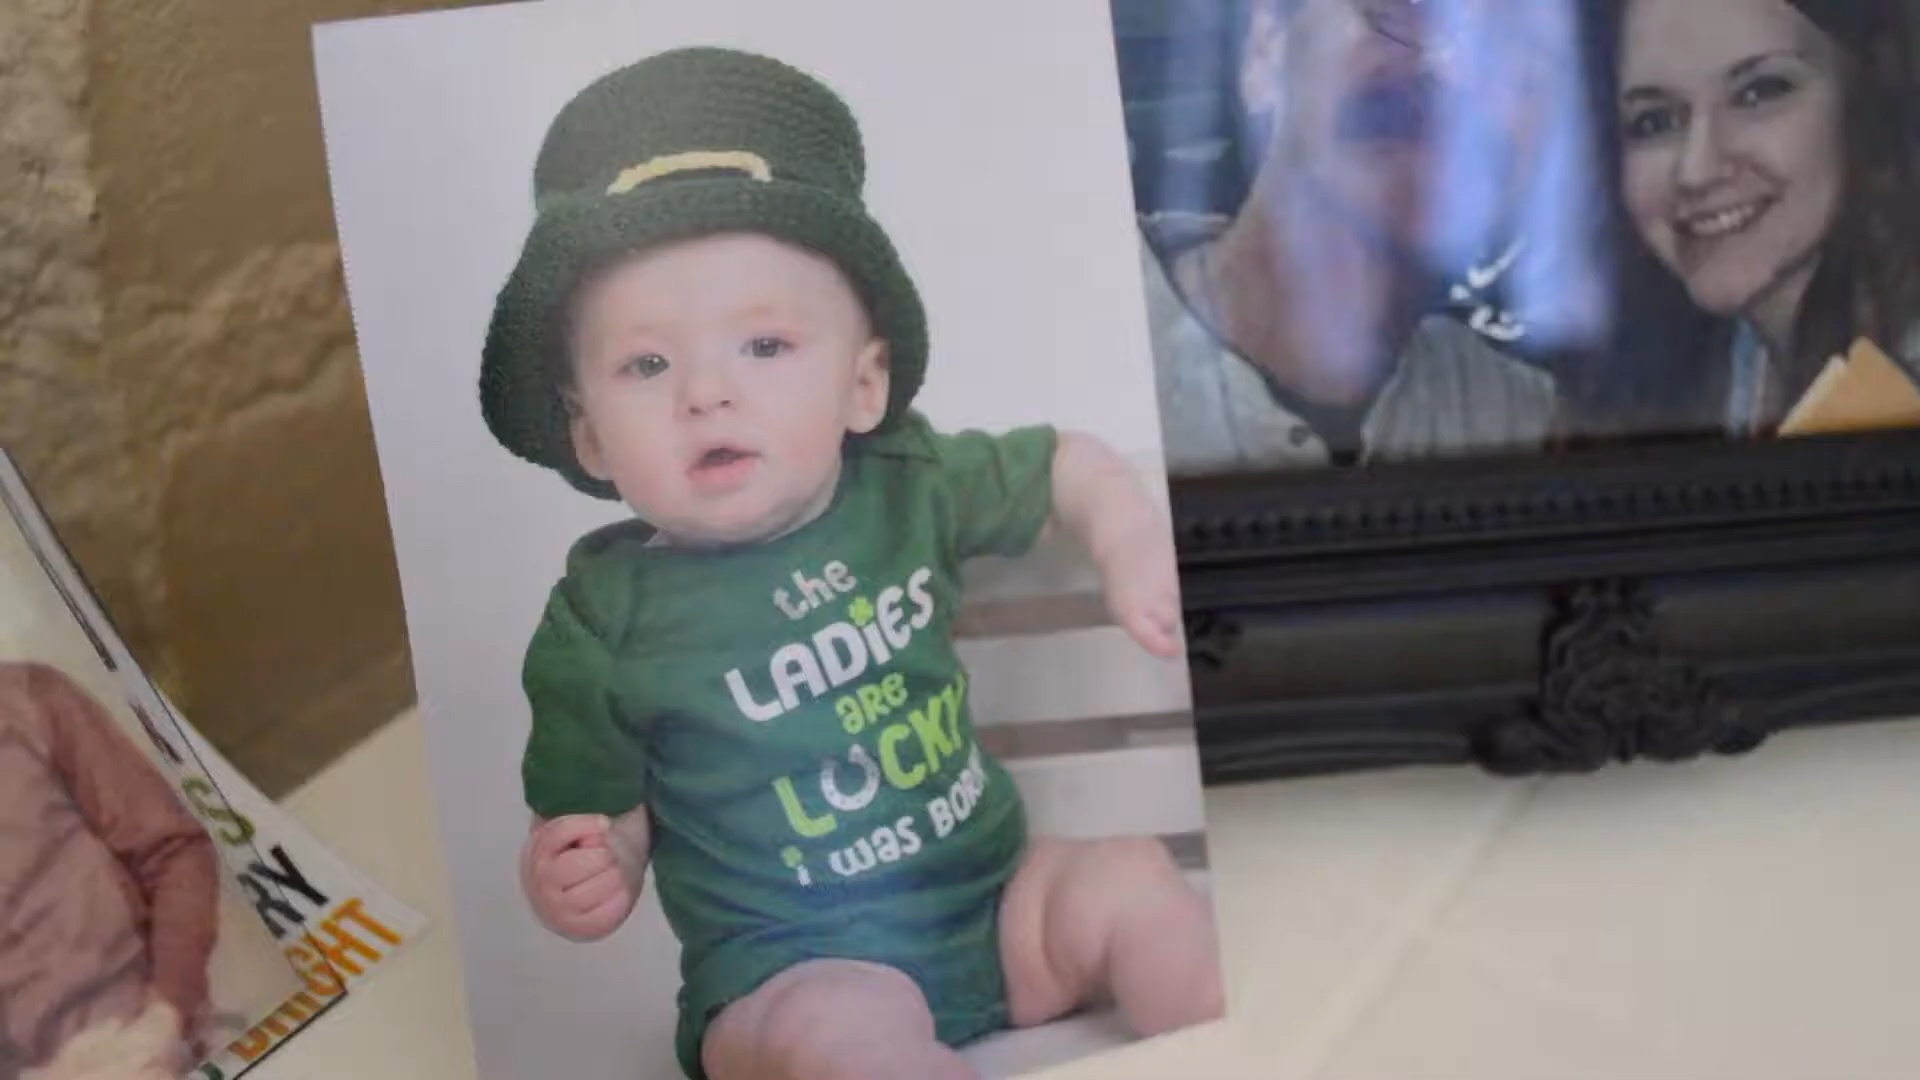 the
LADiES
are
LUCKY
i was BORN
S
RY
GHT